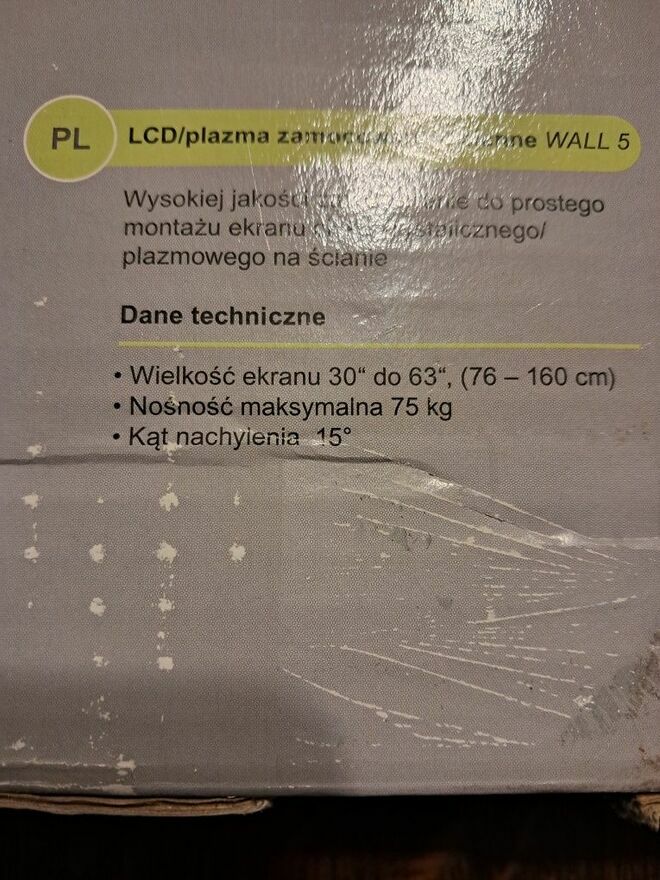 PL
LCD/plazma WALL 5
Wysokiej jakości do prostego
montażu ekranu
plazmowego na ścianie
Dane techniczne
• Wielkość ekranu 30“ do 63“, (76 – 160 cm)
• Nośność maksymalna 75 kg
• Kąt nachylenia 15°